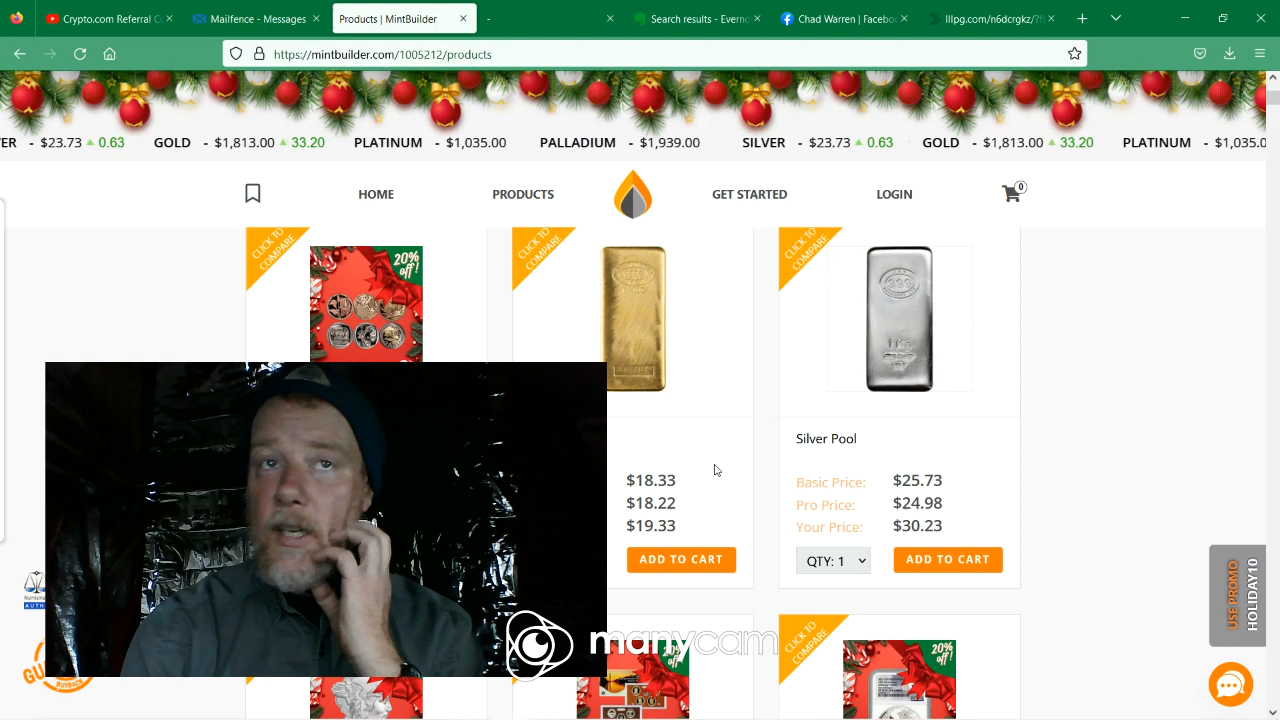 Crypto.com Referral C
Mailfence - Messages
Products | MintBuilder
-
Search results - Everno
Chad Warren | Facebo
lllpg.com/n6dcrgkz/?f
https://mintbuilder.com/1005212/products
ER - $23.73 ▲ 0.63 GOLD - $1,813.00 ▲ 33.20 PLATINUM - $1,035.00 PALLADIUM - $1,939.00 SILVER - $23.73 ▲ 0.63 GOLD - $1,813.00 ▲ 33.20 PLATINUM - $1,035.0
HOME PRODUCTS GET STARTED LOGIN 0
CLICK TO
COMPARE
20%
off!
CLICK TO
COMPARE
CLICK TO
COMPARE
999
1 Kg
Silver Pool
$18.33
$18.22
$19.33
ADD TO CART
Basic Price: $25.73
Pro Price: $24.98
Your Price: $30.23
QTY: 1 ADD TO CART
USE PROMO
HOLIDAY10
manycam
20%
CLICK TO
COMPARE
20%
off!